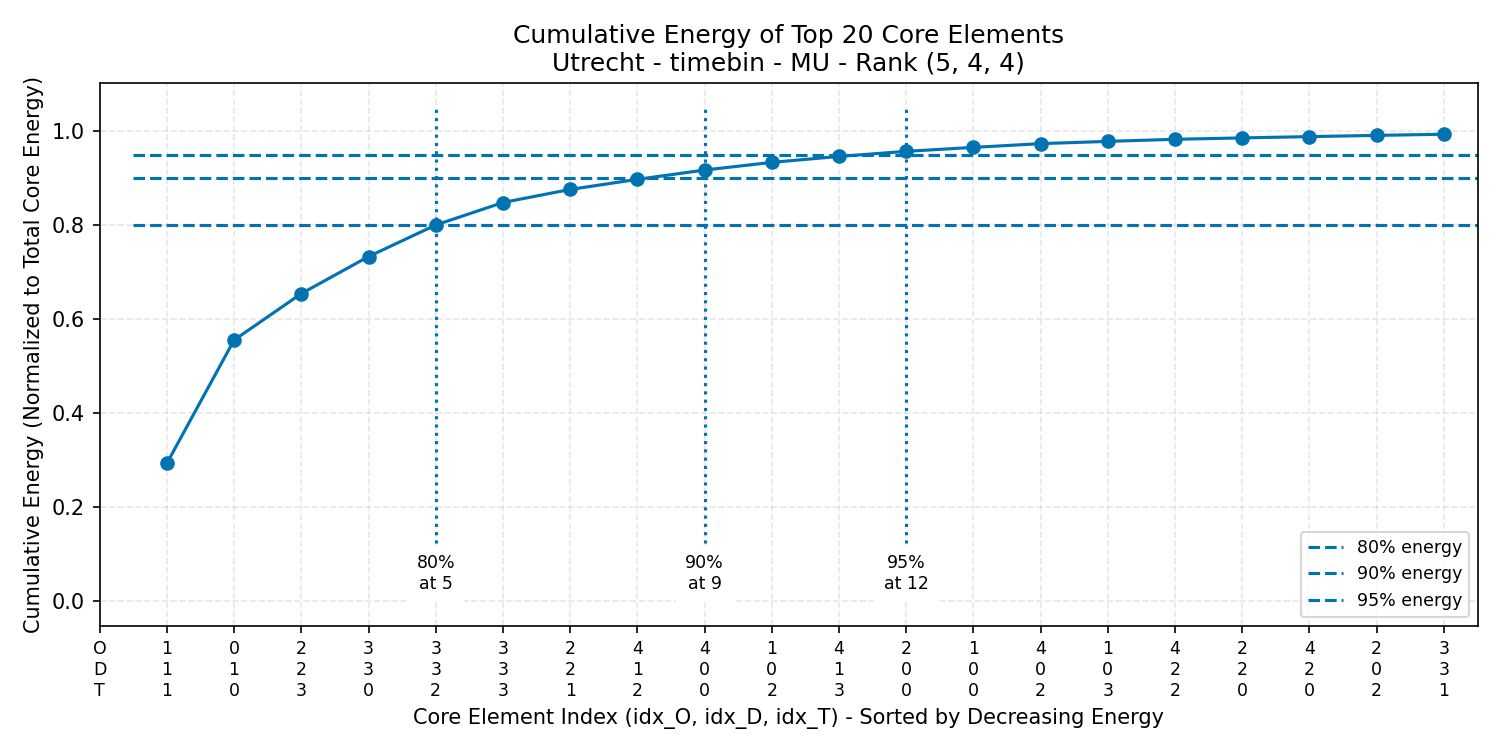 Cumulative Energy of Top 20 Core Elements
Utrecht - timebin - MU - Rank (5, 4, 4)
Cumulative Energy (Normalized to Total Core Energy)
1.0
0.8
0.6
0.4
0.2
0.0
80%
at 5
90%
at 9
95%
at 12
80% energy
90% energy
95% energy
O 1 0 2 3 3 3 2 4 4 1 4 2 1 4 1 4 2 4 2 3
D 1 1 2 3 3 3 2 1 0 0 1 0 0 0 0 2 2 2 0 3
T 1 0 3 0 2 3 1 2 0 2 3 0 0 2 3 2 0 0 2 1
Core Element Index (idx_O, idx_D, idx_T) - Sorted by Decreasing Energy